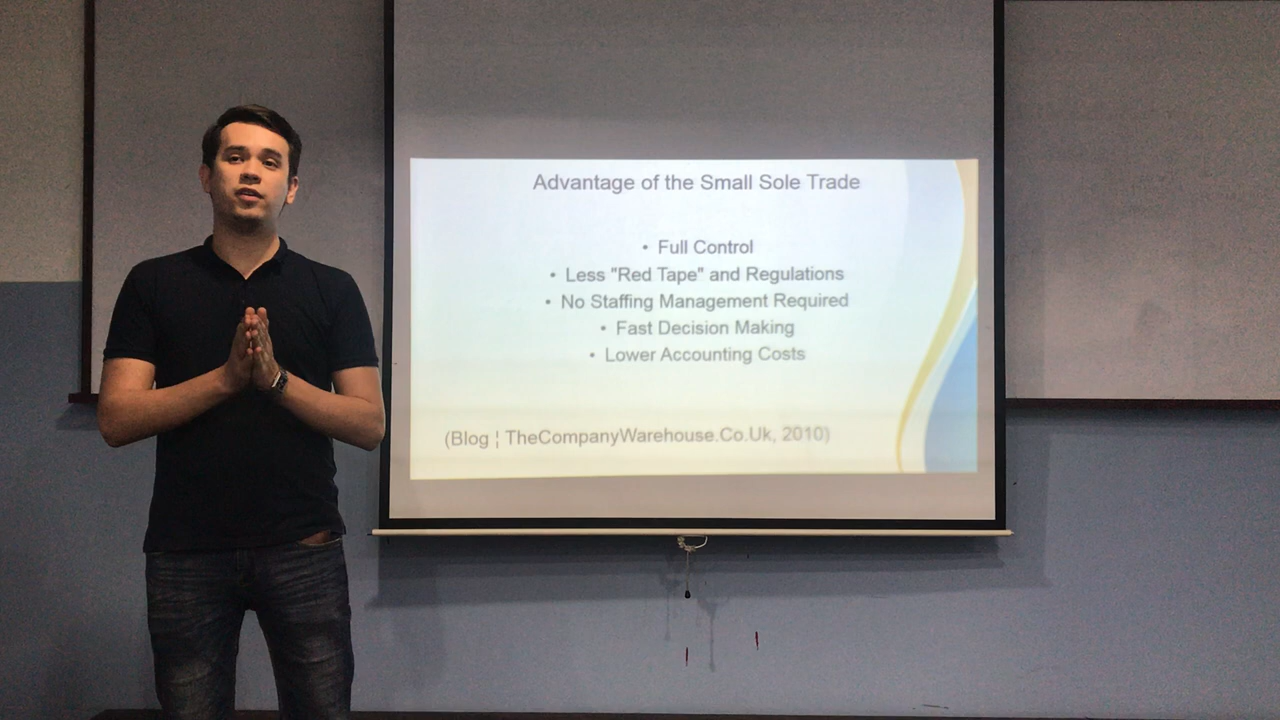 Advantage of the Small Sole Trade
• Full Control
• Less "Red Tape" and Regulations
• No Staffing Management Required
• Fast Decision Making
• Lower Accounting Costs
(Blog ¦ TheCompanyWarehouse.Co.Uk, 2010)